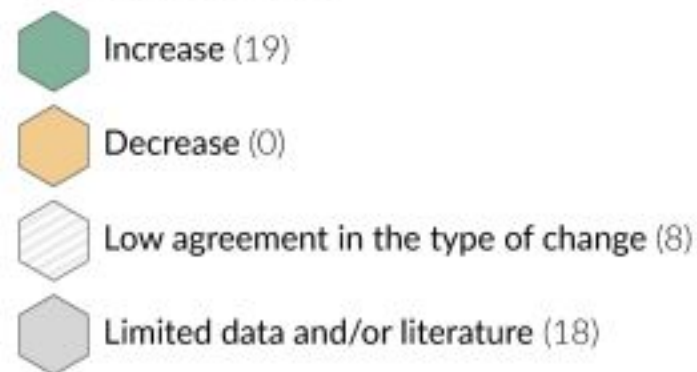 Increase (19)
Decrease (0)
Low agreement in the type of change (8)
Limited data and/or literature (18)